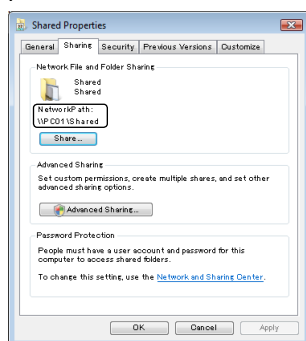 Shared Properties
General Sharing Security Previous Versions Customize
Network File and Folder Sharing
Shared
Shared
NetworkPath:
\\PC01\Shared
Share...
Advanced Sharing
Set custom permissions, create multiple shares, and set other
advanced sharing options.
Advanced Sharing...
Password Protection
People must have a user account and password for this
computer to access shared folders.
To change this setting, use the Network and Sharing Center.
OK Cancel Apply